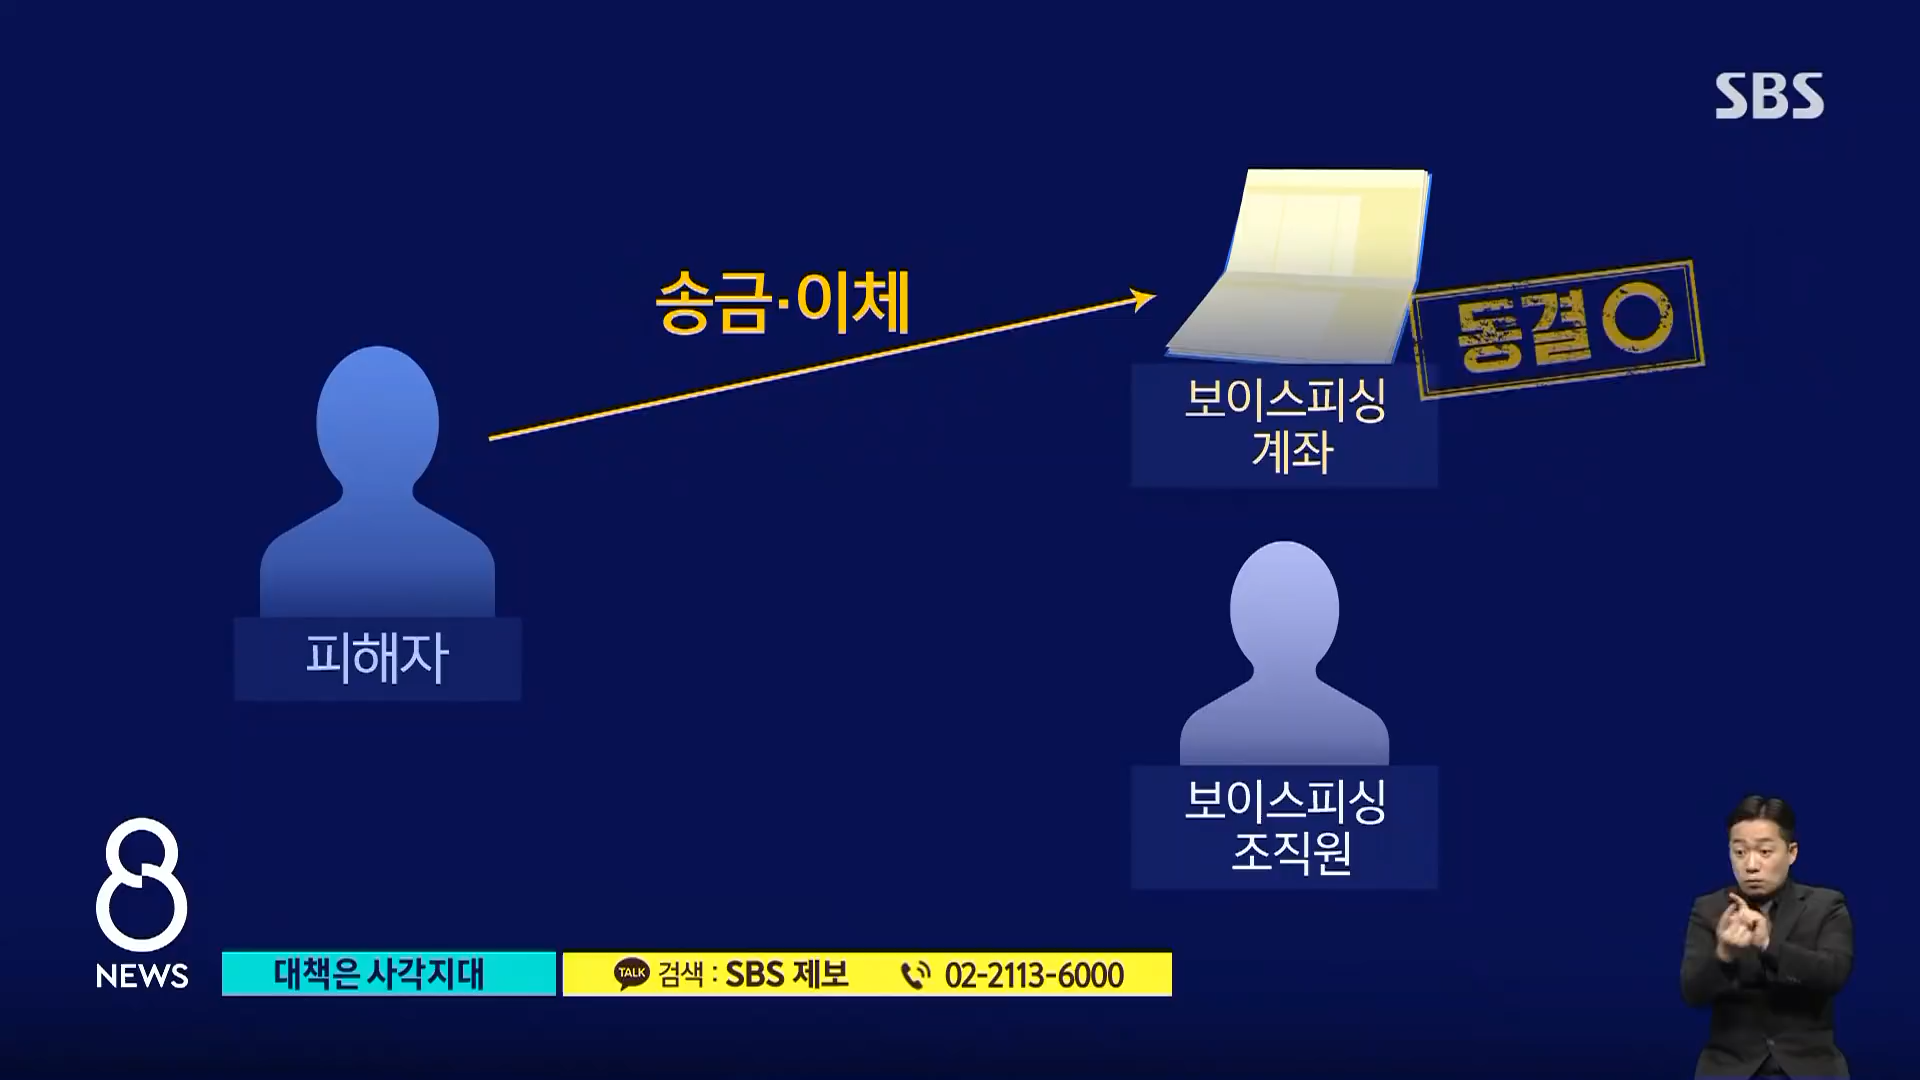 SBS
송금·이체
동결 O
보이스피싱
계좌
피해자
보이스피싱
조직원
8
NEWS
대책은 사각지대
TALK 검색 : SBS 제보 02-2113-6000